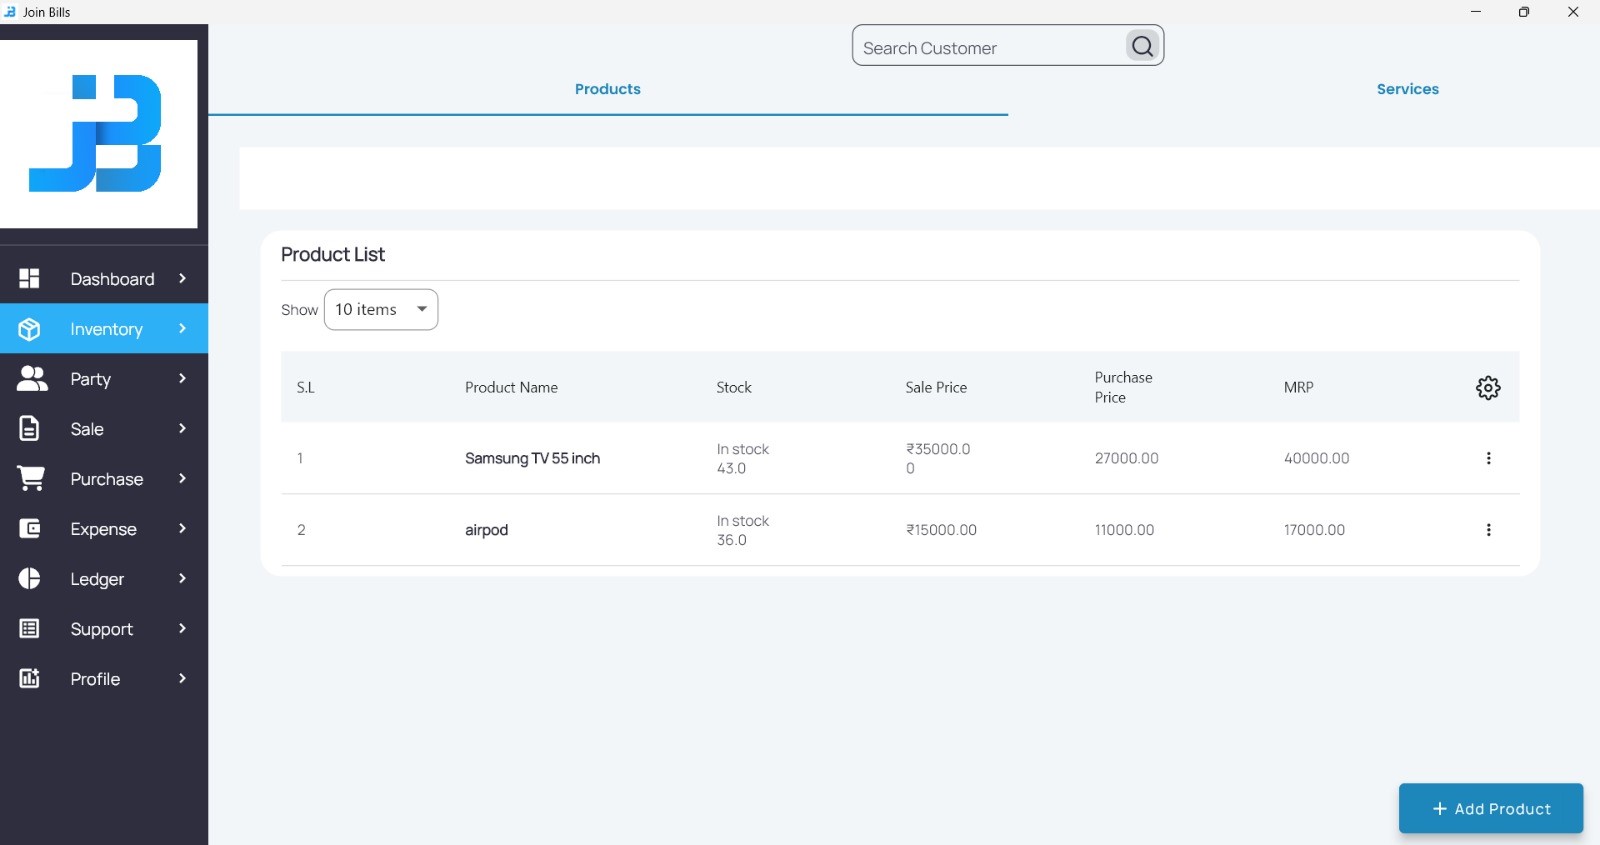 Join Bills
Search Customer
Products
Services
JB
Dashboard
Inventory
Party
Sale
Purchase
Expense
Ledger
Support
Profile
Product List
Show 10 items
S.L Product Name Stock Sale Price Purchase Price MRP
1 Samsung TV 55 inch In stock 43.0 ₹35000.0 0 27000.00 40000.00
2 airpod In stock 36.0 ₹15000.00 11000.00 17000.00
+ Add Product